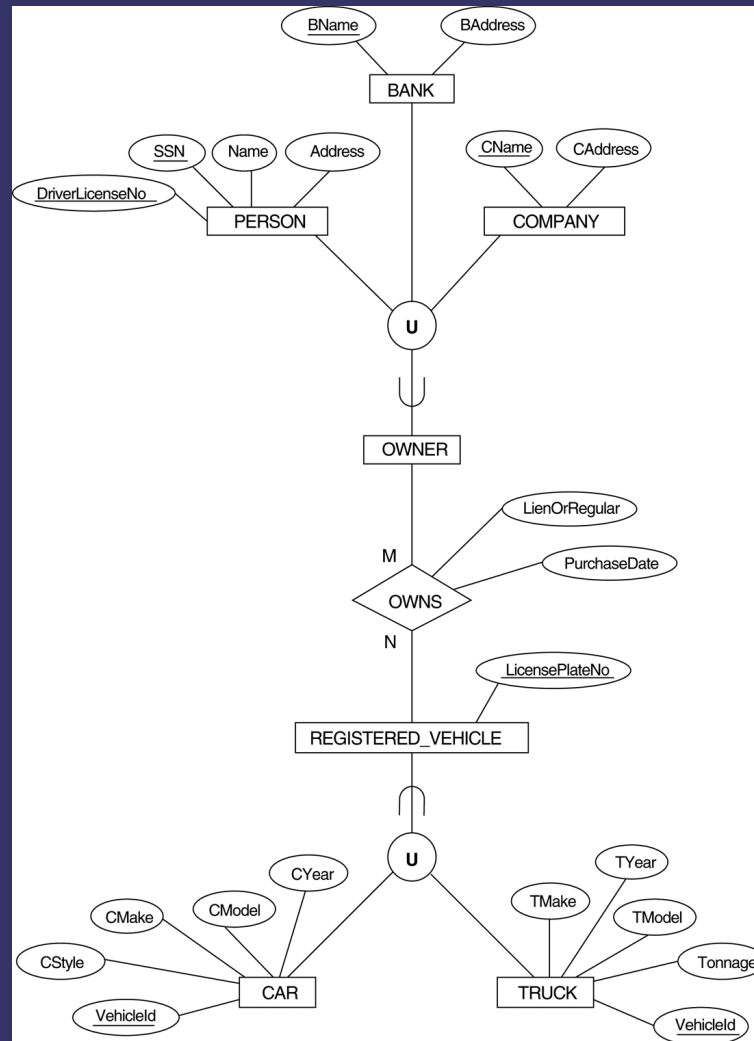 BName
BAddress
BANK
SSN
Name
Address
CName
CAddress
DriverLicenseNo
PERSON
COMPANY
U
OWNER
LienOrRegular
M
PurchaseDate
OWNS
N
LicensePlateNo
REGISTERED_VEHICLE
U
TYear
CYear
TMake
CModel
CMake
TModel
CStyle
Tonnage
CAR
TRUCK
VehicleId
VehicleId